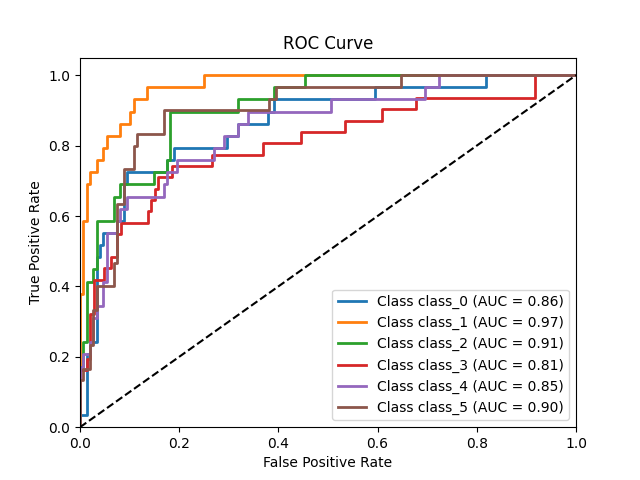 ROC Curve
True Positive Rate
1.0
0.8
0.6
0.4
0.2
0.0
Class class_0 (AUC = 0.86)
Class class_1 (AUC = 0.97)
Class class_2 (AUC = 0.91)
Class class_3 (AUC = 0.81)
Class class_4 (AUC = 0.85)
Class class_5 (AUC = 0.90)
0.0 0.2 0.4 0.6 0.8 1.0
False Positive Rate